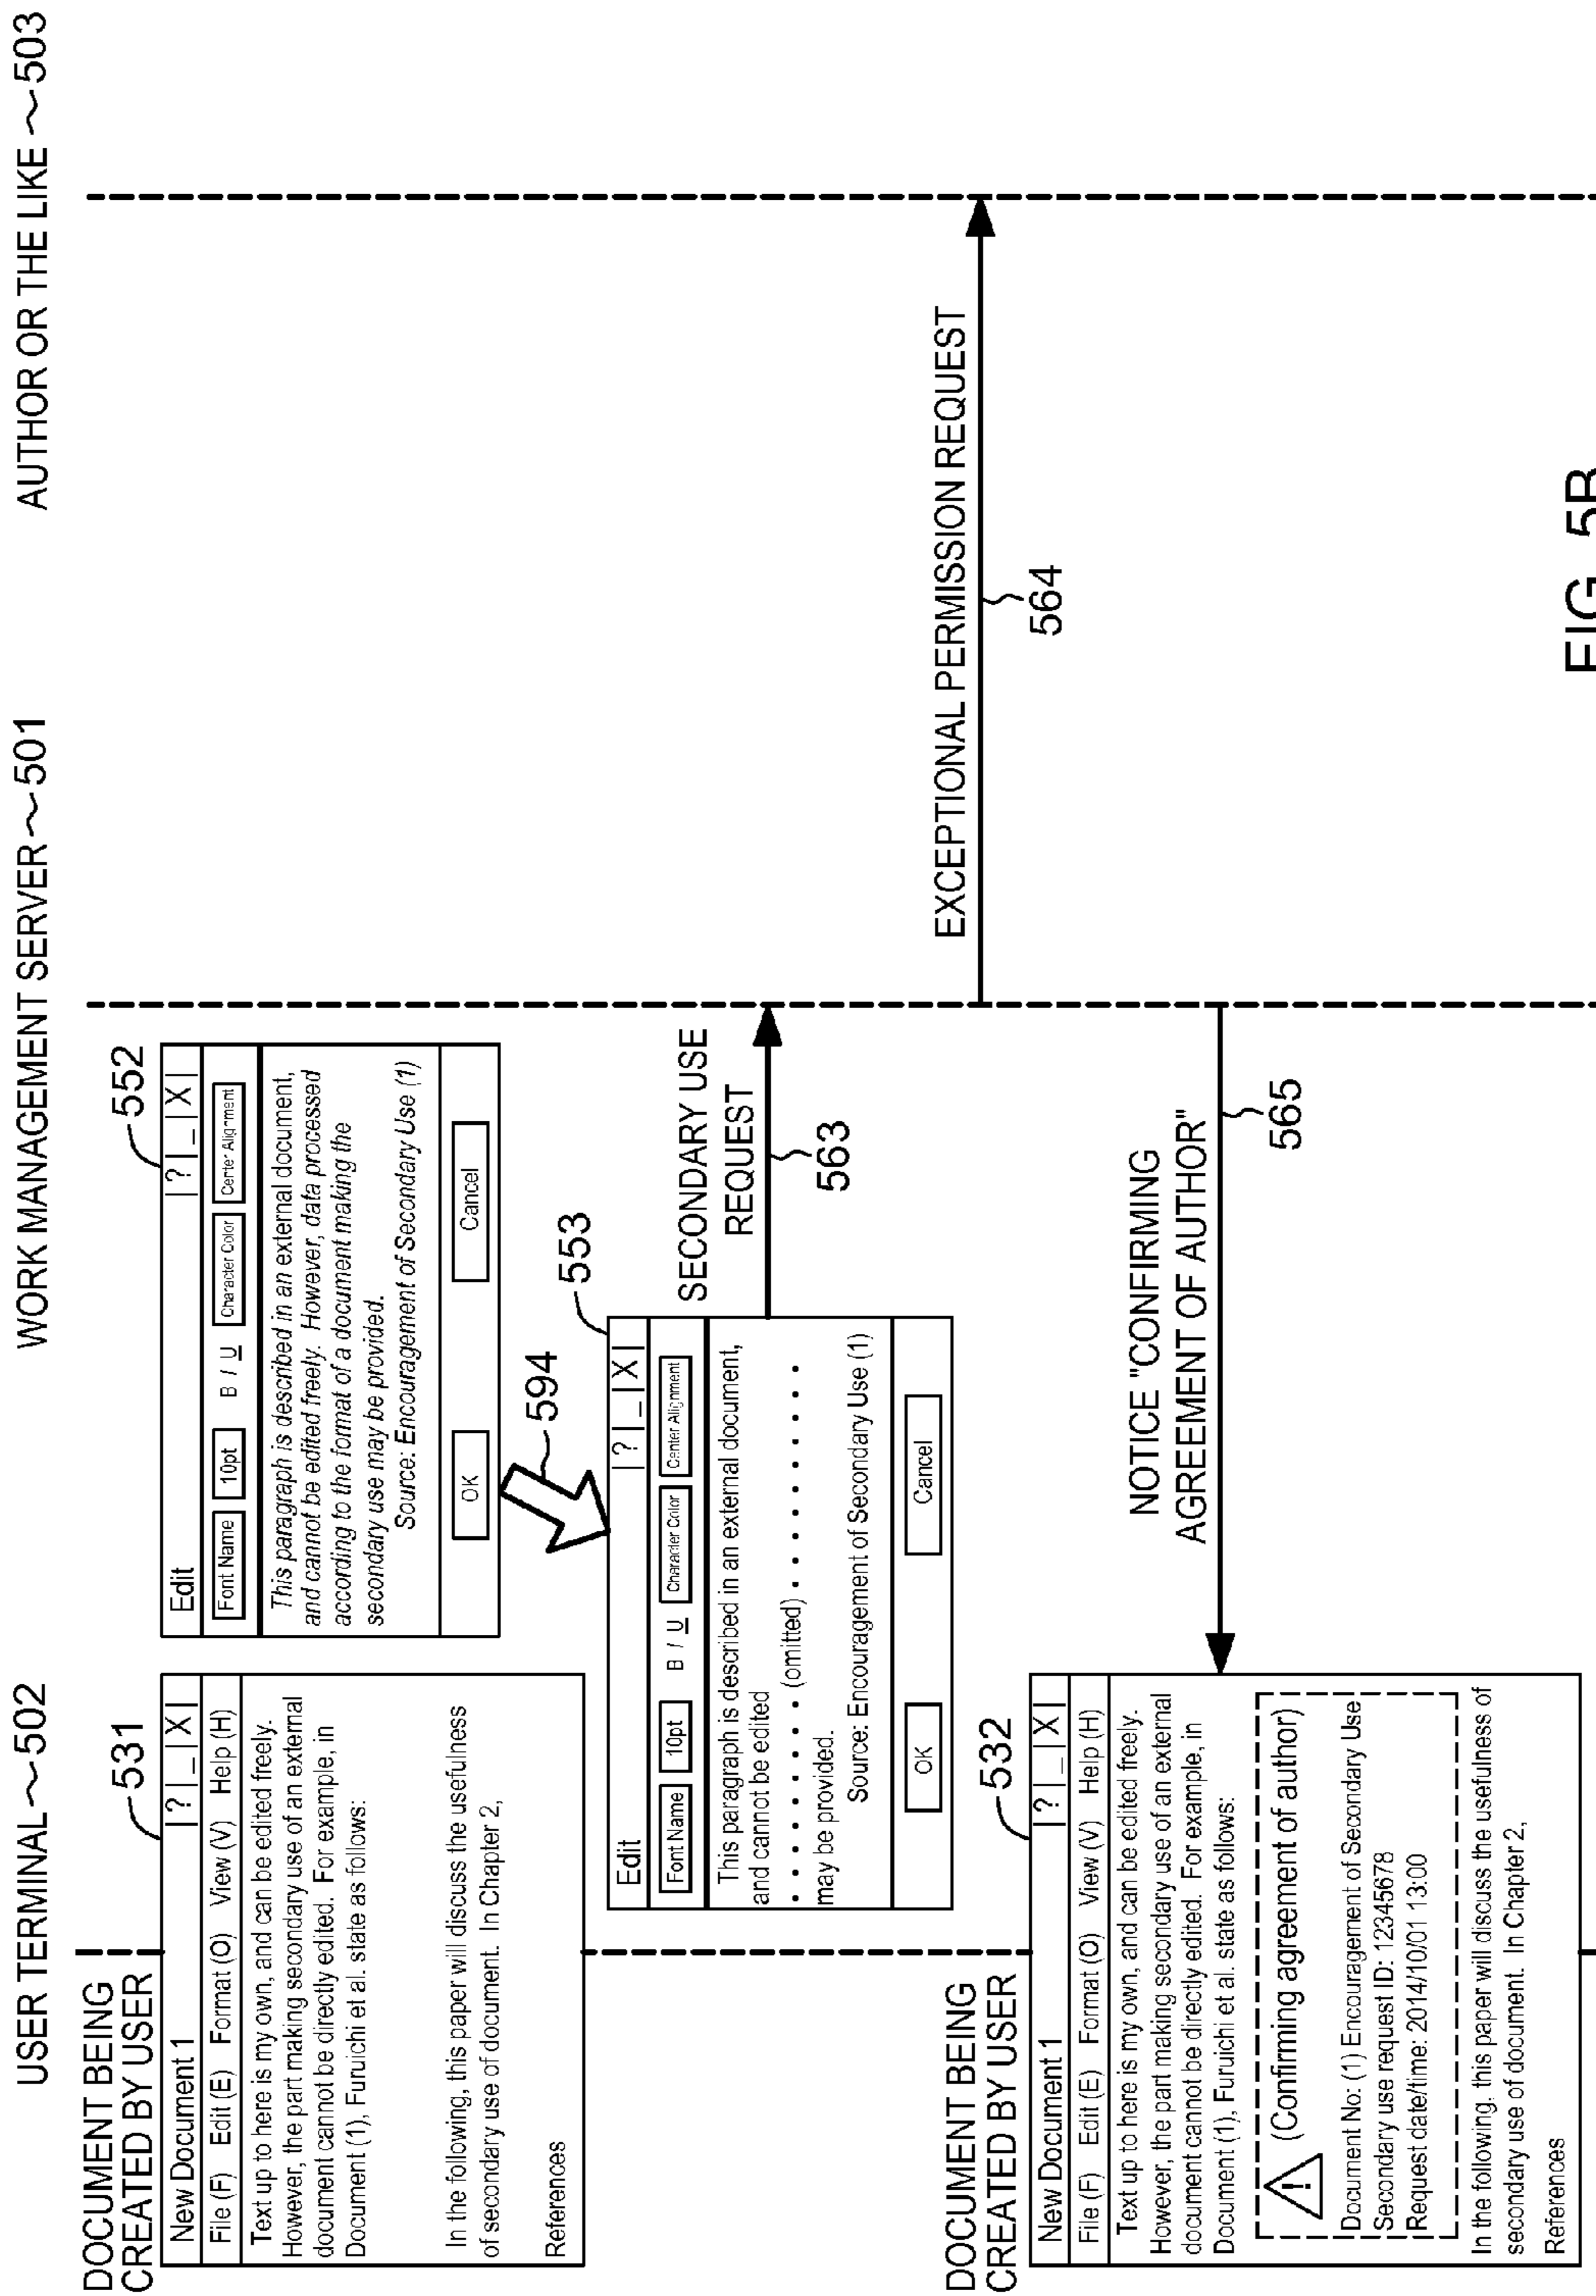 USER TERMINAL ~502
WORK MANAGEMENT SERVER ~501
AUTHOR OR THE LIKE ~503
DOCUMENT BEING
CREATED BY USER
531
New Document 1 | ? | _ | X |
File (F) Edit (E) Format (O) View (V) Help (H)
Text up to here is my own, and can be edited freely.
However, the part making secondary use of an external
document cannot be directly edited. For example, in
Document (1), Furuichi et al. state as follows:
In the following, this paper will discuss the usefulness
of secondary use of document. In Chapter 2,
References
552
Edit | ? | _ | X |
Font Name 10pt B I U Character Color Center Alignment
This paragraph is described in an external document,
and cannot be edited freely. However, data processed
according to the format of a document making the
secondary use may be provided.
Source: Encouragement of Secondary Use (1)
OK Cancel
594
553
Edit | ? | _ | X |
Font Name 10pt B I U Character Color Center Alignment
This paragraph is described in an external document,
and cannot be edited
. . . . . . . (omitted) . . . . . . . . . . . .
may be provided.
Source: Encouragement of Secondary Use (1)
OK Cancel
SECONDARY USE
REQUEST
563
EXCEPTIONAL PERMISSION REQUEST
564
NOTICE "CONFIRMING
AGREEMENT OF AUTHOR"
565
DOCUMENT BEING
CREATED BY USER
532
New Document 1 | ? | _ | X |
File (F) Edit (E) Format (O) View (V) Help (H)
Text up to here is my own, and can be edited freely.
However, the part making secondary use of an external
document cannot be directly edited. For example, in
Document (1), Furuichi et al. state as follows:
! (Confirming agreement of author)
Document No: (1) Encouragement of Secondary Use
Secondary use request ID: 12345678
Request date/time: 2014/10/01 13:00
In the following, this paper will discuss the usefulness of
secondary use of document. In Chapter 2,
References
FIG. 5B